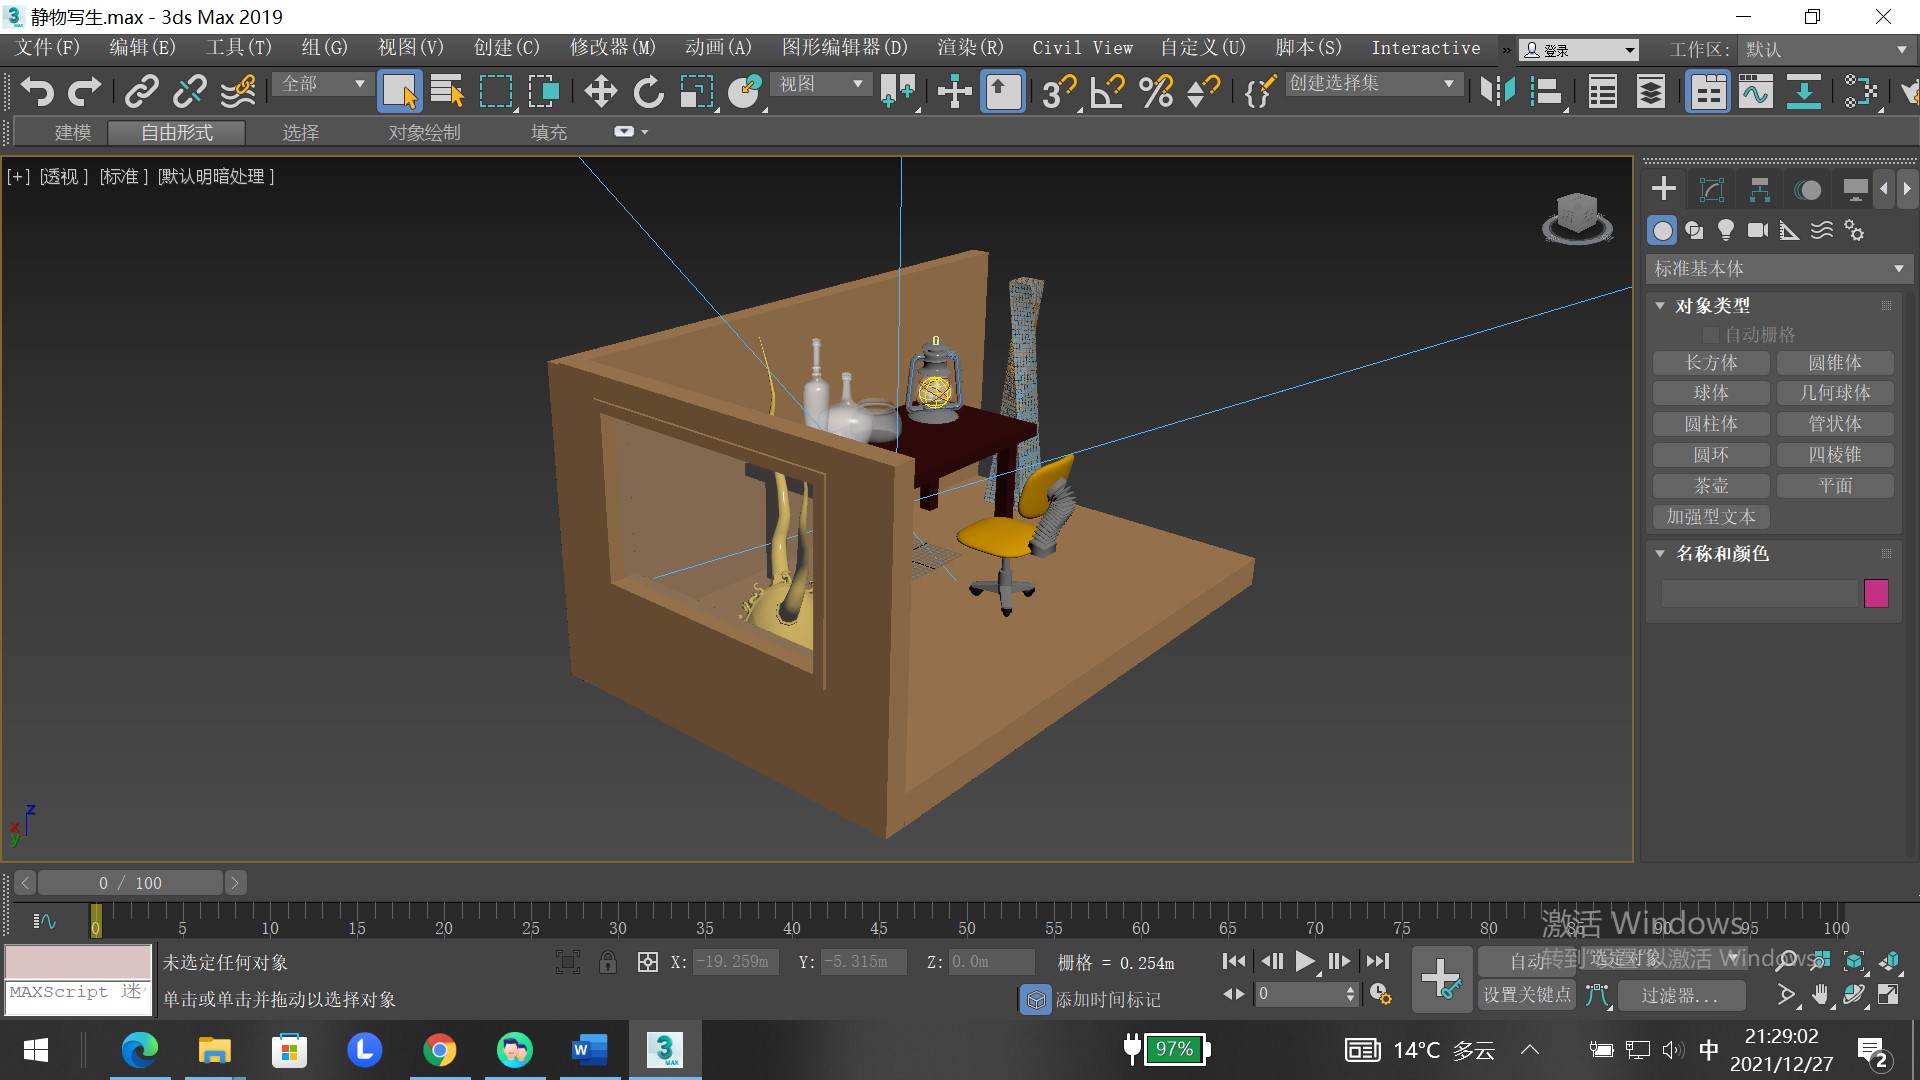 静物写生.max - 3ds Max 2019
文件(F) 编辑(E) 工具(T) 组(G) 视图(V) 创建(C) 修改器(M) 动画(A) 图形编辑器(D) 渲染(R) Civil View 自定义(U) 脚本(S) Interactive » 登录 工作区: 默认
全部 视图 创建选择集
建模 自由形式 选择 对象绘制 填充
[+] [透视 ] [标准 ] [默认明暗处理 ]
标准基本体
对象类型
自动栅格
长方体 圆锥体
球体 几何球体
圆柱体 管状体
圆环 四棱锥
茶壶 平面
加强型文本
名称和颜色
z
x
y
0 / 100
0 5 10 15 20 25 30 35 40 45 50 55 60 65 70 75 80 85 90 95 100
激活 Windows
转到"设置"以激活 Windows。
未选定任何对象 X: -19.259m Y: -5.315m Z: 0.0m 栅格 = 0.254m 自动 选定对象
MAXScript 迷
单击或单击并拖动以选择对象 添加时间标记 0 设置关键点 过滤器...
97% 14°C 多云 中 21:29:02
2021/12/27 2